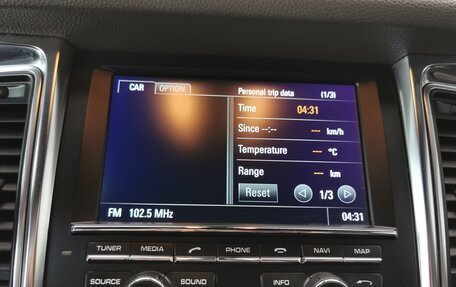 CAR OPTION Personal trip data (1/3)
Time 04:31
Since --:-- --- km/h
Temperature --- °C
Range --- km
Reset 1/3
FM 102.5 MHz 04:31
TUNER MEDIA PHONE NAVI MAP
SOURCE SOUND INFO